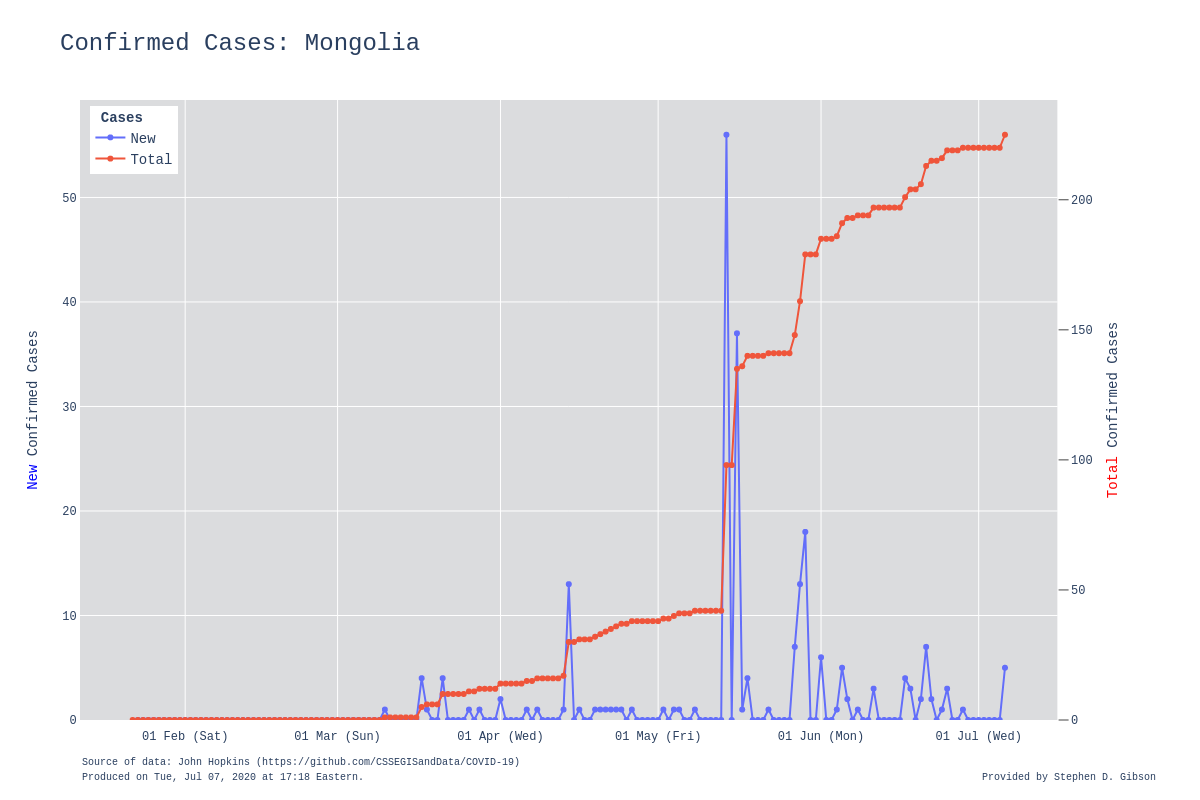 Confirmed Cases: Mongolia
Cases
New
Total
50
40
30
20
10
0
200
150
100
50
0
New Confirmed Cases
Total Confirmed Cases
01 Feb (Sat)
01 Mar (Sun)
01 Apr (Wed)
01 May (Fri)
01 Jun (Mon)
01 Jul (Wed)
Source of data: John Hopkins (https://github.com/CSSEGISandData/COVID-19)
Produced on Tue, Jul 07, 2020 at 17:18 Eastern.
Provided by Stephen D. Gibson